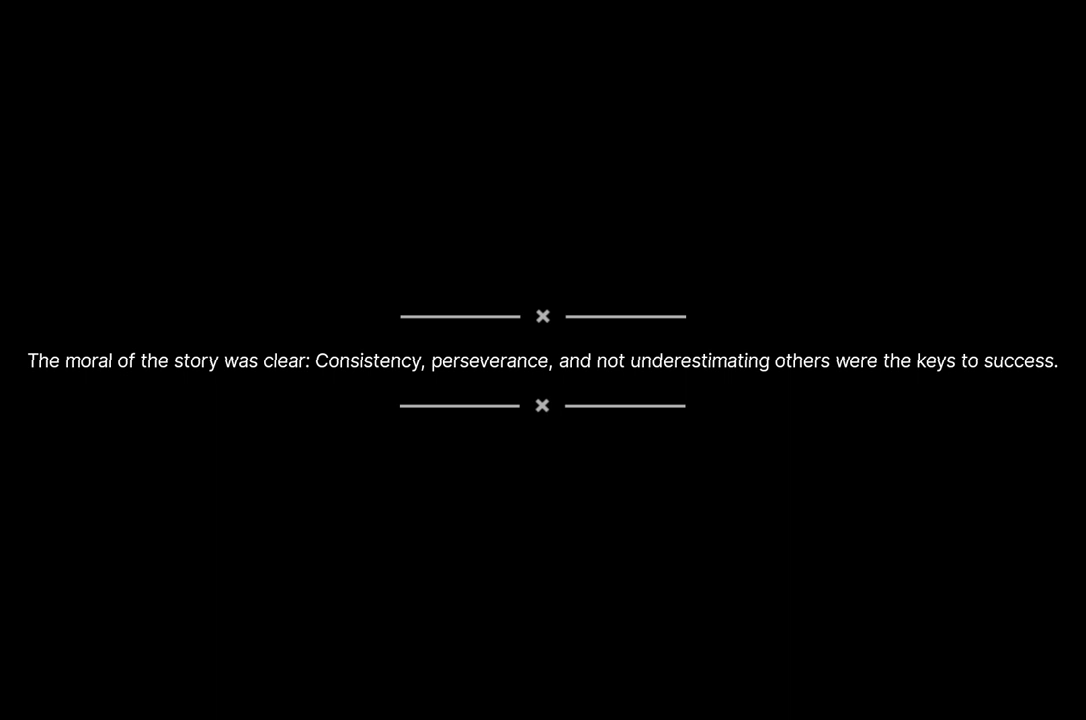 The moral of the story was clear: Consistency, perseverance, and not underestimating others were the keys to success.